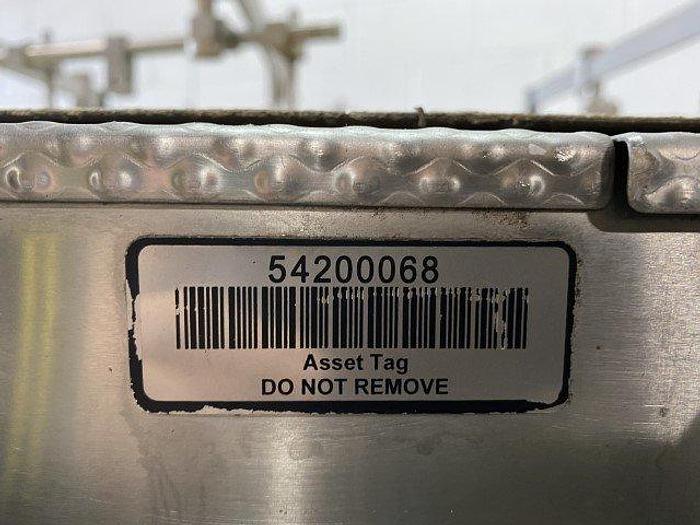 54200068
Asset Tag
DO NOT REMOVE